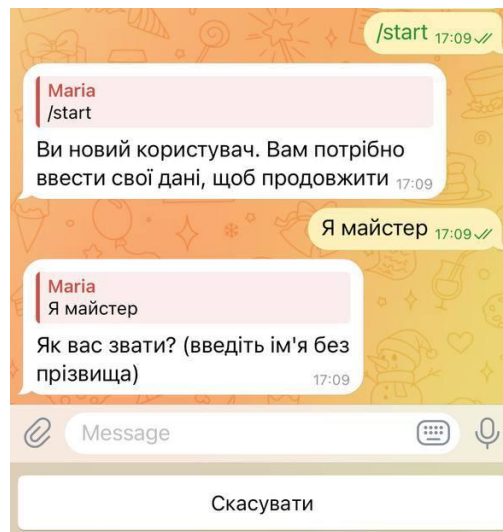 /start 17:09
Maria
/start
Ви новий користувач. Вам потрібно
ввести свої дані, щоб продовжити 17:09
Я майстер 17:09
Maria
Я майстер
Як вас звати? (введіть ім'я без
прізвища) 17:09
Message
Скасувати